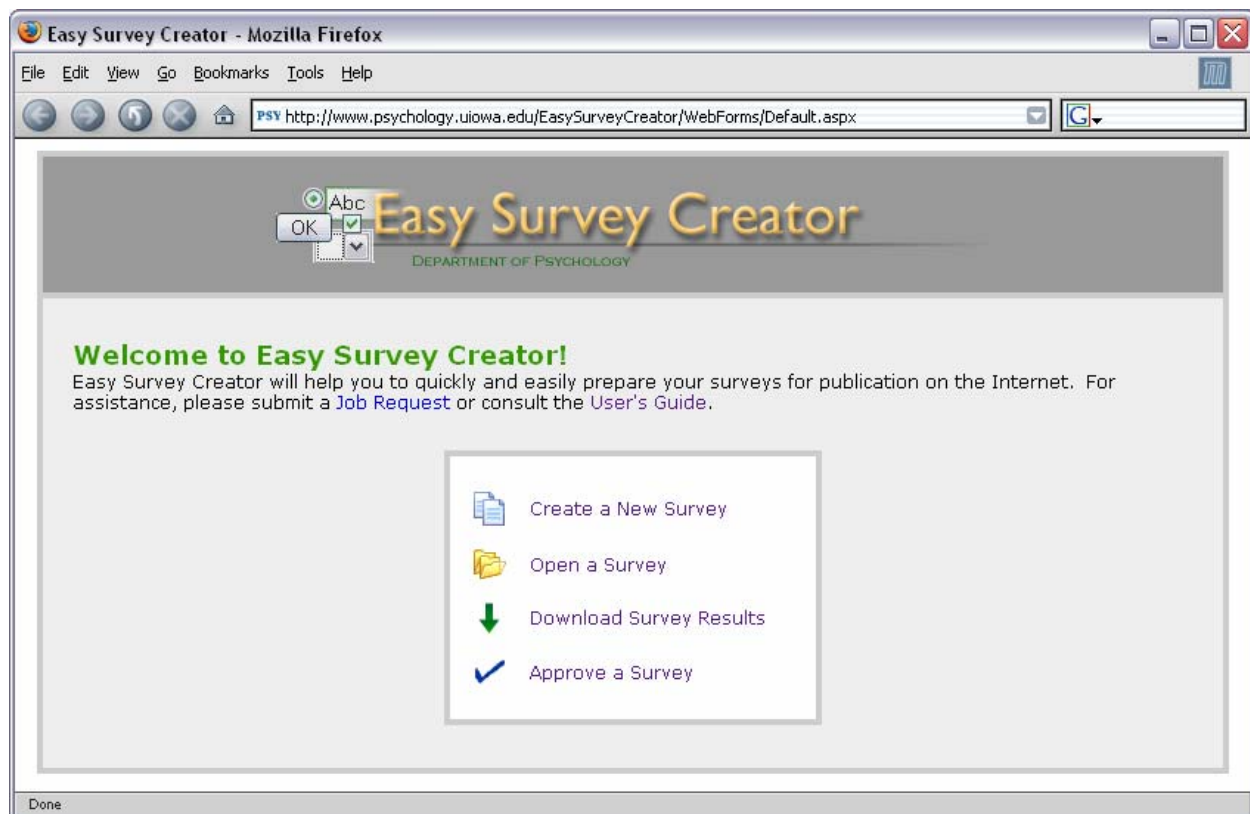 Easy Survey Creator - Mozilla Firefox
File Edit View Go Bookmarks Tools Help
PSY http://www.psychology.uiowa.edu/EasySurveyCreator/WebForms/Default.aspx G
Abc
OK
Easy Survey Creator
DEPARTMENT OF PSYCHOLOGY
Welcome to Easy Survey Creator!
Easy Survey Creator will help you to quickly and easily prepare your surveys for publication on the Internet. For
assistance, please submit a Job Request or consult the User's Guide.
Create a New Survey
Open a Survey
Download Survey Results
Approve a Survey
Done